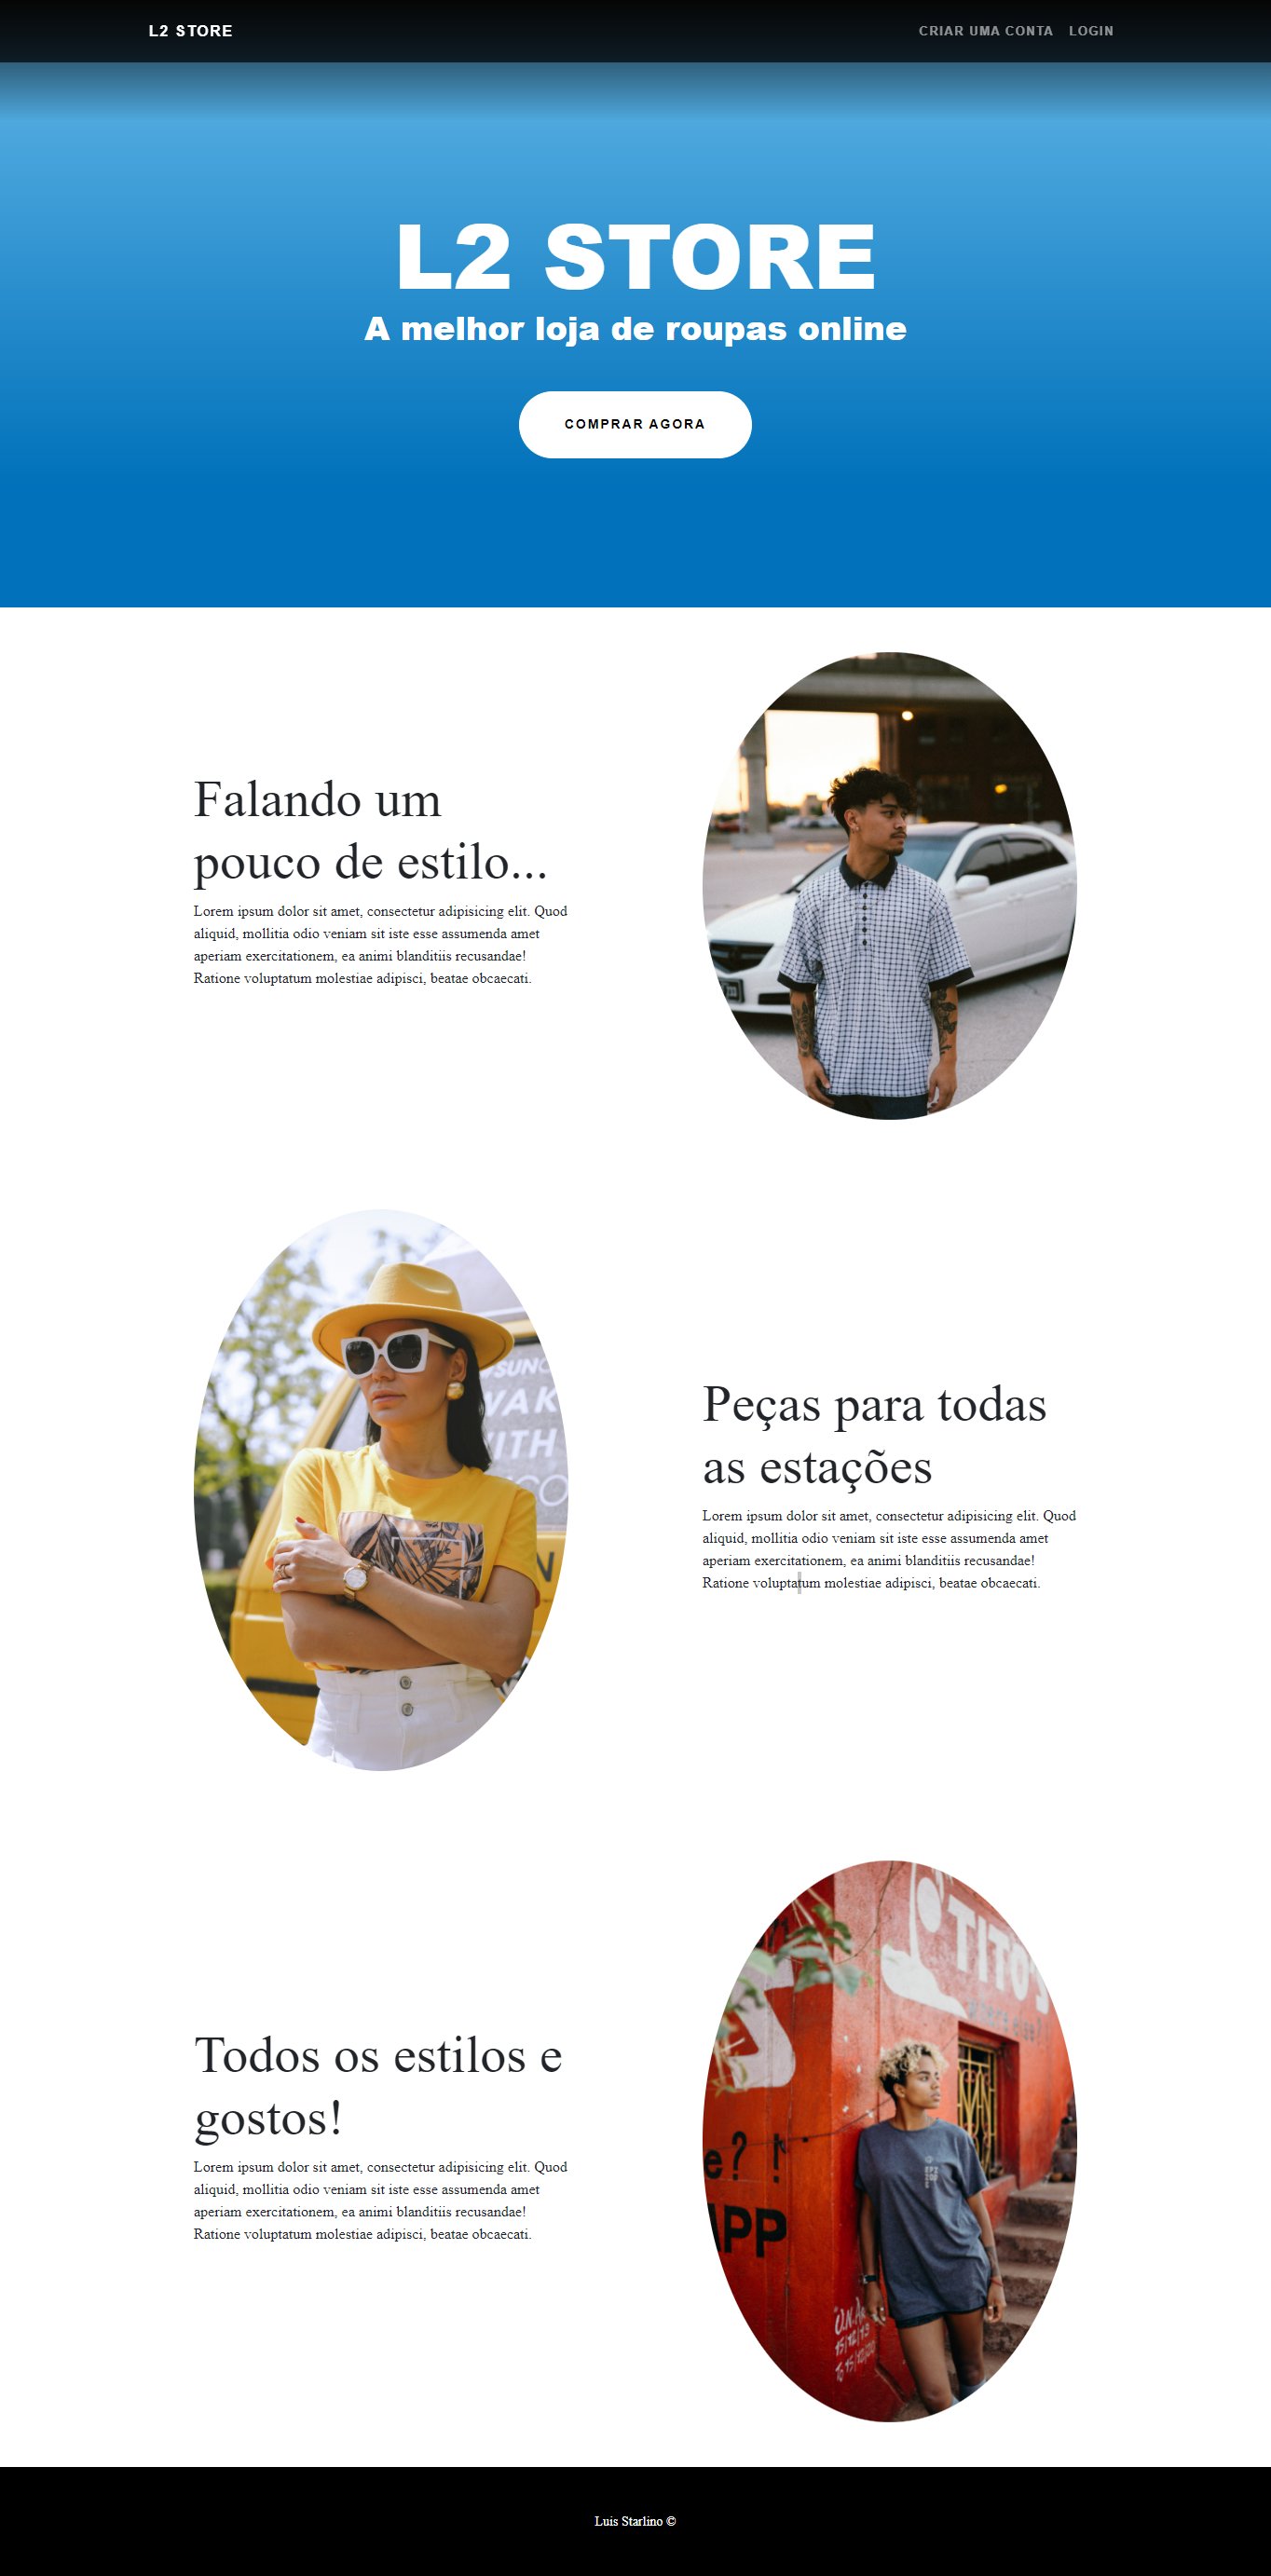 L2 STORE
CRIAR UMA CONTA LOGIN
L2 STORE
A melhor loja de roupas online
COMPRAR AGORA
Falando um
pouco de estilo...
Lorem ipsum dolor sit amet, consectetur adipisicing elit. Quod
aliquid, mollitia odio veniam sit iste esse assumenda amet
aperiam exercitationem, ea animi blanditiis recusandae!
Ratione voluptatum molestiae adipisci, beatae obcaecati.
WAK
ITH
Peças para todas
as estações
Lorem ipsum dolor sit amet, consectetur adipisicing elit. Quod
aliquid, mollitia odio veniam sit iste esse assumenda amet
aperiam exercitationem, ea animi blanditiis recusandae!
Ratione voluptatum molestiae adipisci, beatae obcaecati.
TITO'S
e?!
APP
Todos os estilos e
gostos!
Lorem ipsum dolor sit amet, consectetur adipisicing elit. Quod
aliquid, mollitia odio veniam sit iste esse assumenda amet
aperiam exercitationem, ea animi blanditiis recusandae!
Ratione voluptatum molestiae adipisci, beatae obcaecati.
Luis Starlino ©